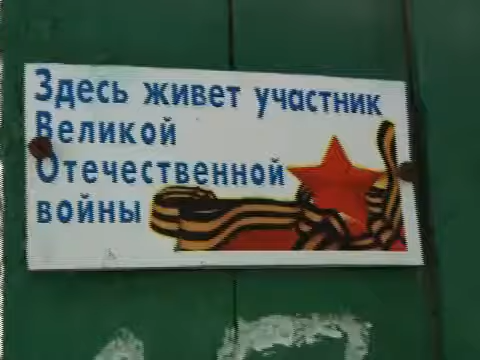 Здесь живет участник
Великой
Отечественной
войны